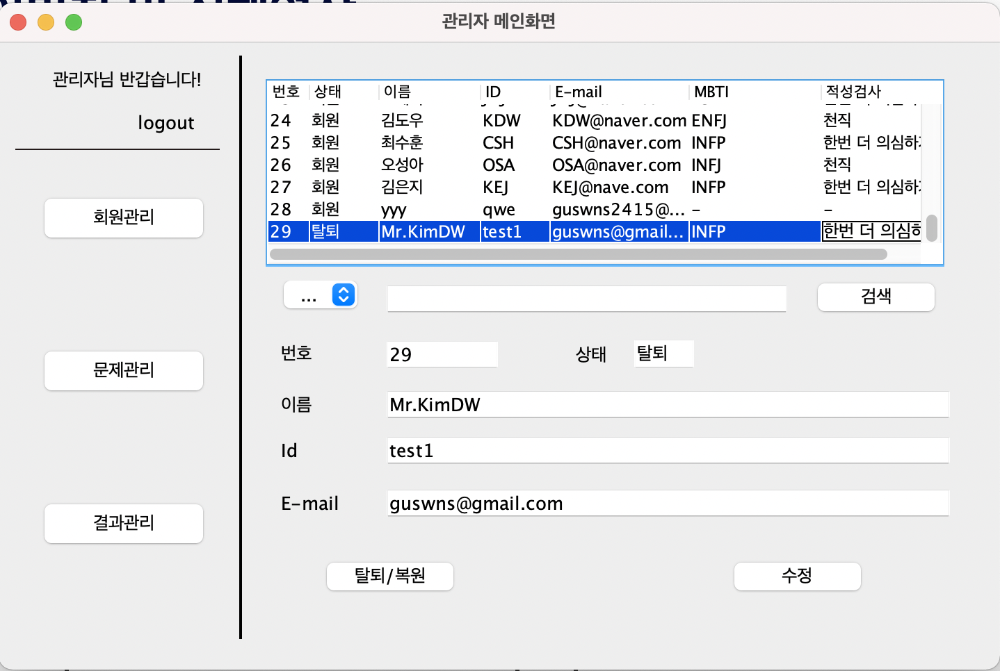 관리자 메인화면
관리자님 반갑습니다!
logout
회원관리
문제관리
결과관리
번호 상태 이름 ID E-mail MBTI 적성검사
24 회원 김도우 KDW KDW@naver.com ENFJ 천직
25 회원 최수훈 CSH CSH@naver.com INFP 한번 더 의심하
26 회원 오성아 OSA OSA@naver.com INFJ 천직
27 회원 김은지 KEJ KEJ@nave.com INFP 한번 더 의심하
28 회원 yyy qwe guswns2415@... - -
29 탈퇴 Mr.KimDW test1 guswns@gmail... INFP 한번 더 의심하
... 검색
번호 29 상태 탈퇴
이름 Mr.KimDW
Id test1
E-mail guswns@gmail.com
탈퇴/복원 수정